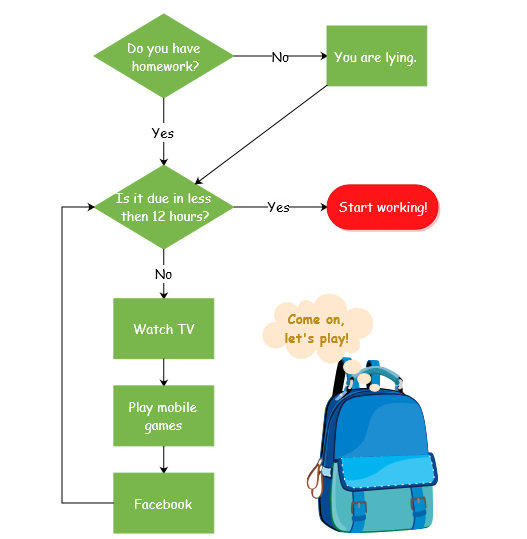 Do you have
homework?
No
You are lying.
Yes
Is it due in less
then 12 hours?
Yes
Start working!
No
Watch TV
Come on,
let's play!
Play mobile
games
Facebook